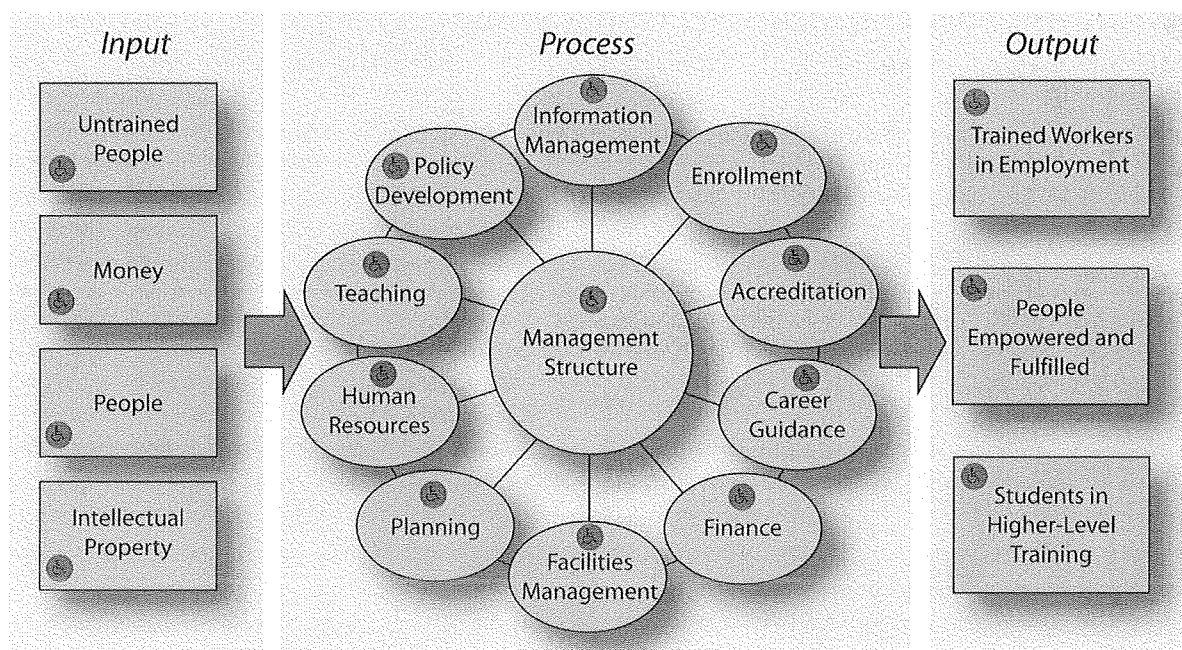 Input
Untrained
People
Money
People
Intellectual
Property
Process
Information
Management
Enrollment
Accreditation
Career
Guidance
Finance
Facilities
Management
Planning
Human
Resources
Teaching
Policy
Development
Management
Structure
Output
Trained Workers
in Employment
People
Empowered and
Fulfilled
Students in
Higher-Level
Training